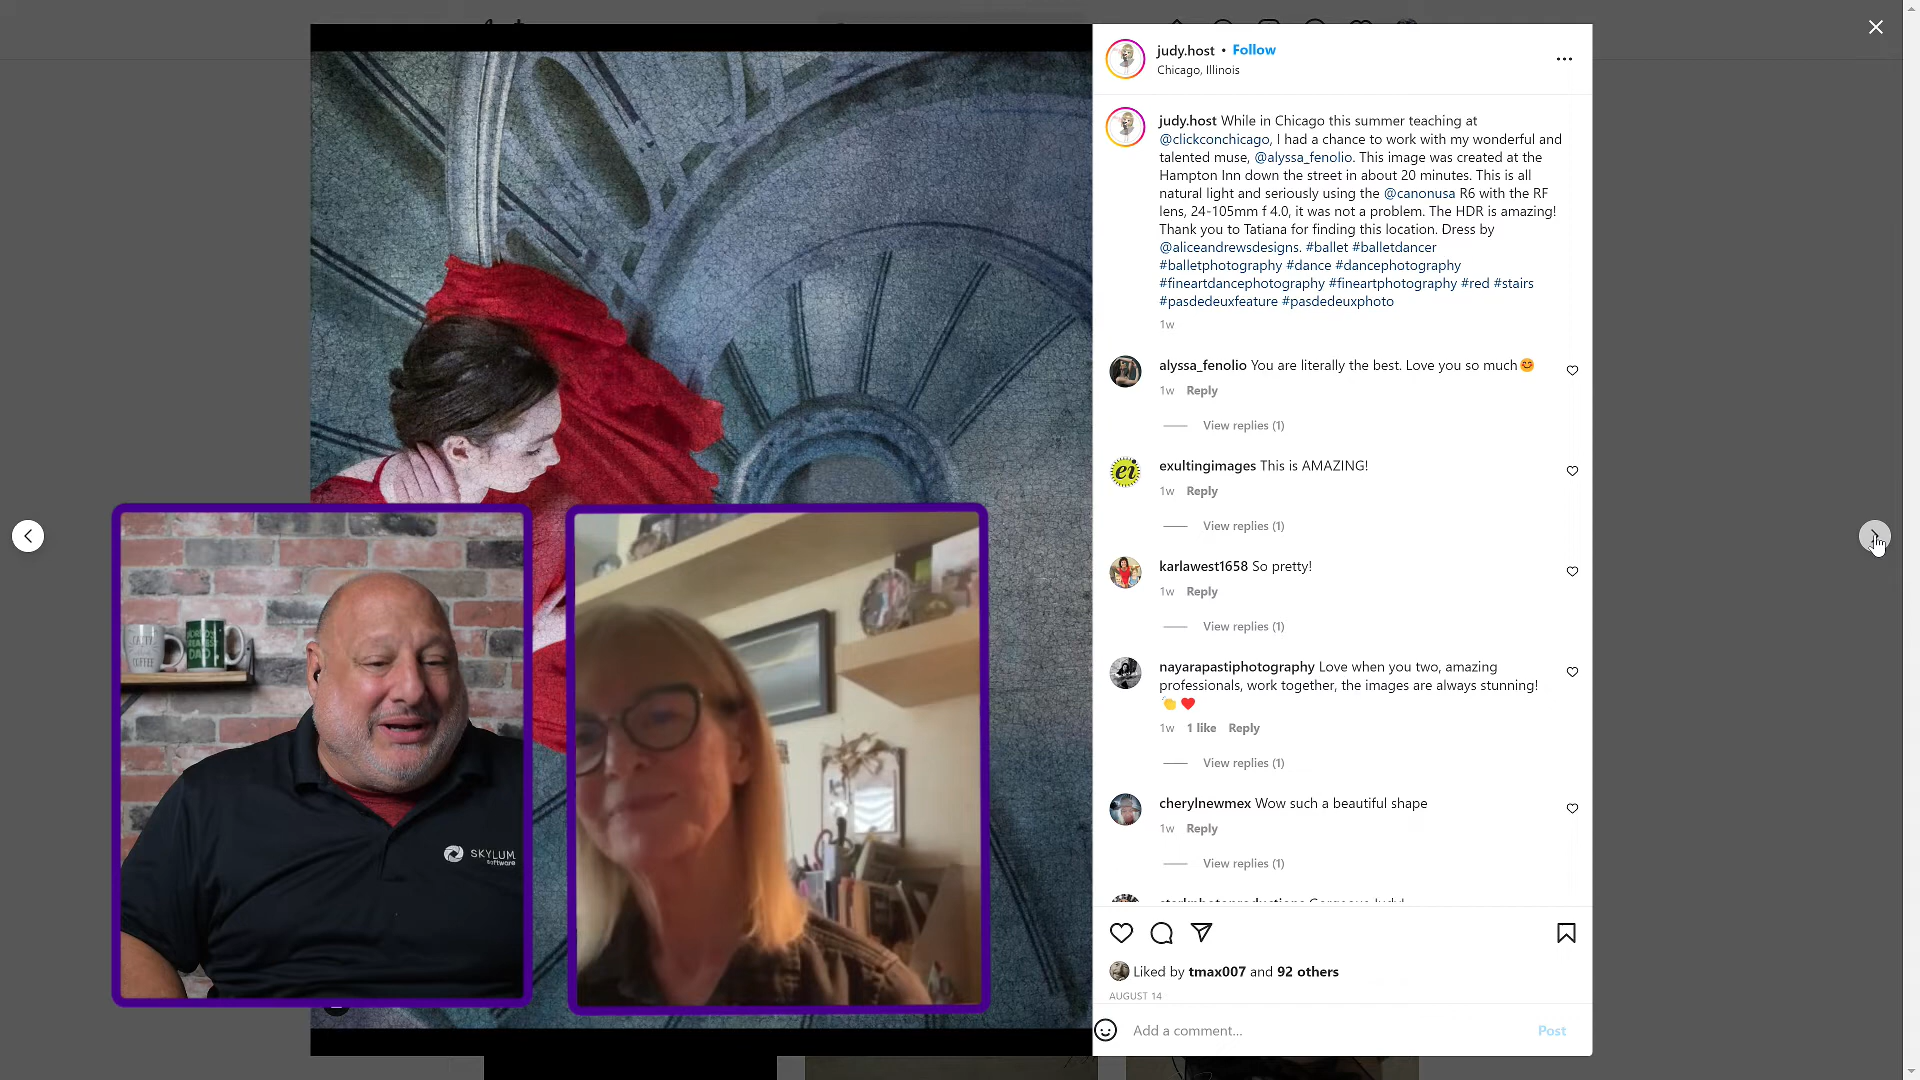 judy.host • Follow
Chicago, Illinois
judy.host While in Chicago this summer teaching at
@clickconchicago, I had a chance to work with my wonderful and
talented muse, @alyssa_fenolio. This image was created at the
Hampton Inn down the street in about 20 minutes. This is all
natural light and seriously using the @canonusa R6 with the RF
lens, 24-105mm f 4.0, it was not a problem. The HDR is amazing!
Thank you to Tatiana for finding this location. Dress by
@aliceandrewsdesigns. #ballet #balletdancer
#balletphotography #dance #dancephotography
#fineartdancephotography #fineartphotography #red #stairs
#pasdedeuxfeature #pasdedeuxphoto
1w
alyssa_fenolio You are literally the best. Love you so much😊
1w Reply
View replies (1)
exultingimages This is AMAZING!
1w Reply
View replies (1)
karlawest1658 So pretty!
1w Reply
View replies (1)
nayarapastiphotography Love when you two, amazing
professionals, work together, the images are always stunning!
👏❤️
1w 1 like Reply
View replies (1)
cherylnewmex Wow such a beautiful shape
1w Reply
View replies (1)
Liked by tmax007 and 92 others
AUGUST 14
Add a comment... Post
ei
COFFEE
DAD
SKYLUM
software